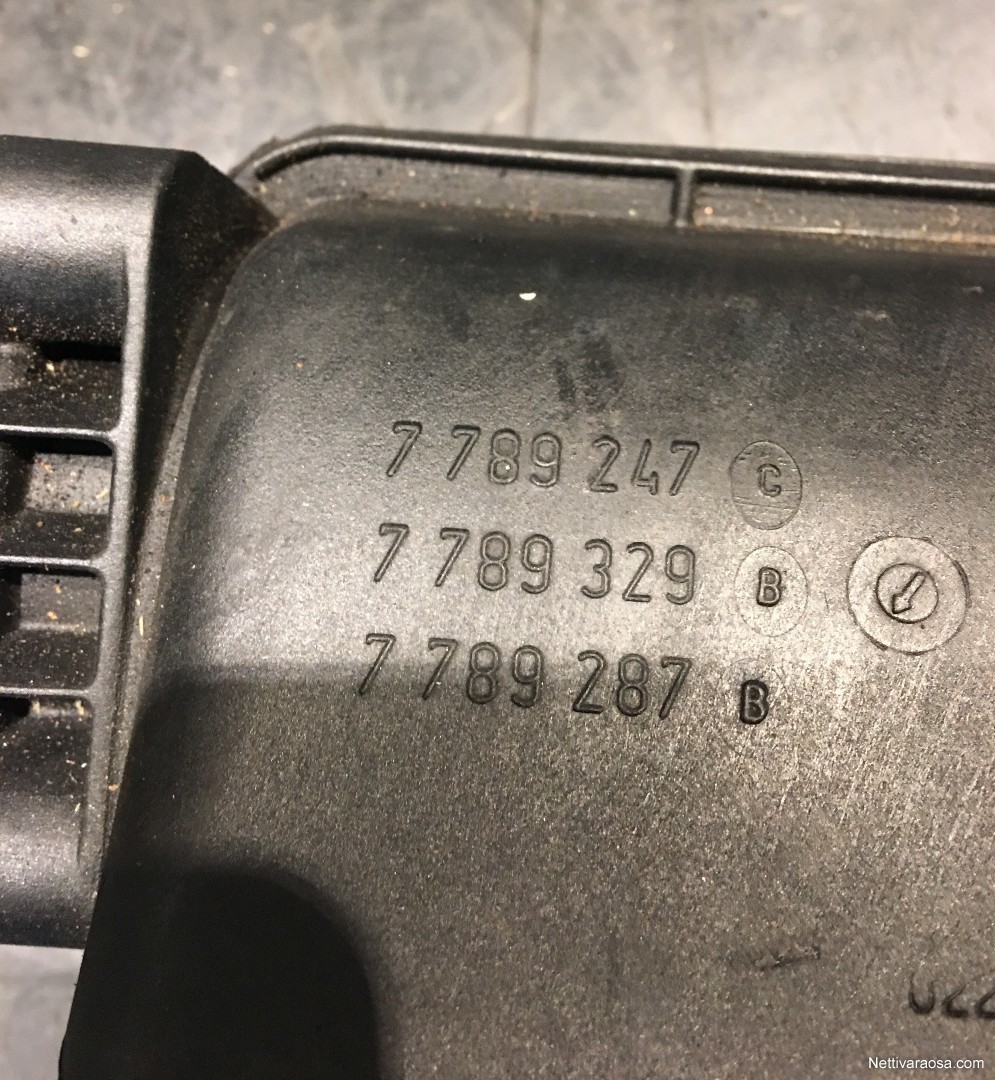 7 789 247 C
7 789 329 B
7 789 287 B
Nettivaraosa.com